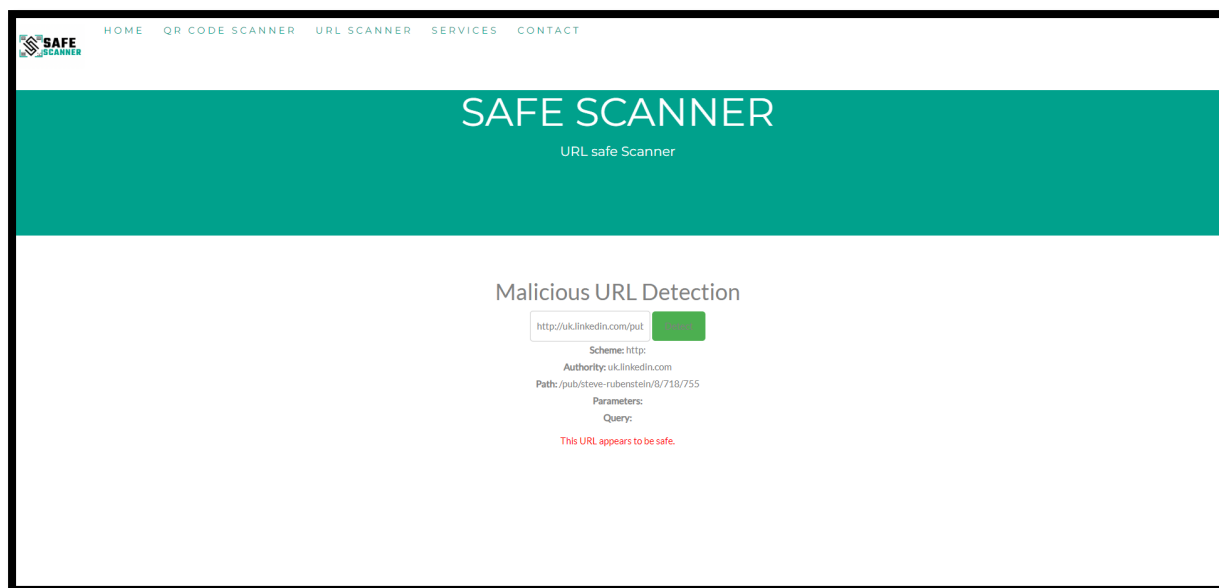 SAFE
SCANNER
HOME QR CODE SCANNER URL SCANNER SERVICES CONTACT
SAFE SCANNER
URL safe Scanner
Malicious URL Detection
http://uk.linkedin.com/put
Scheme: http:
Authority: uk.linkedin.com
Path: /pub/steve-rubenstein/8/718/755
Parameters:
Query:
This URL appears to be safe.